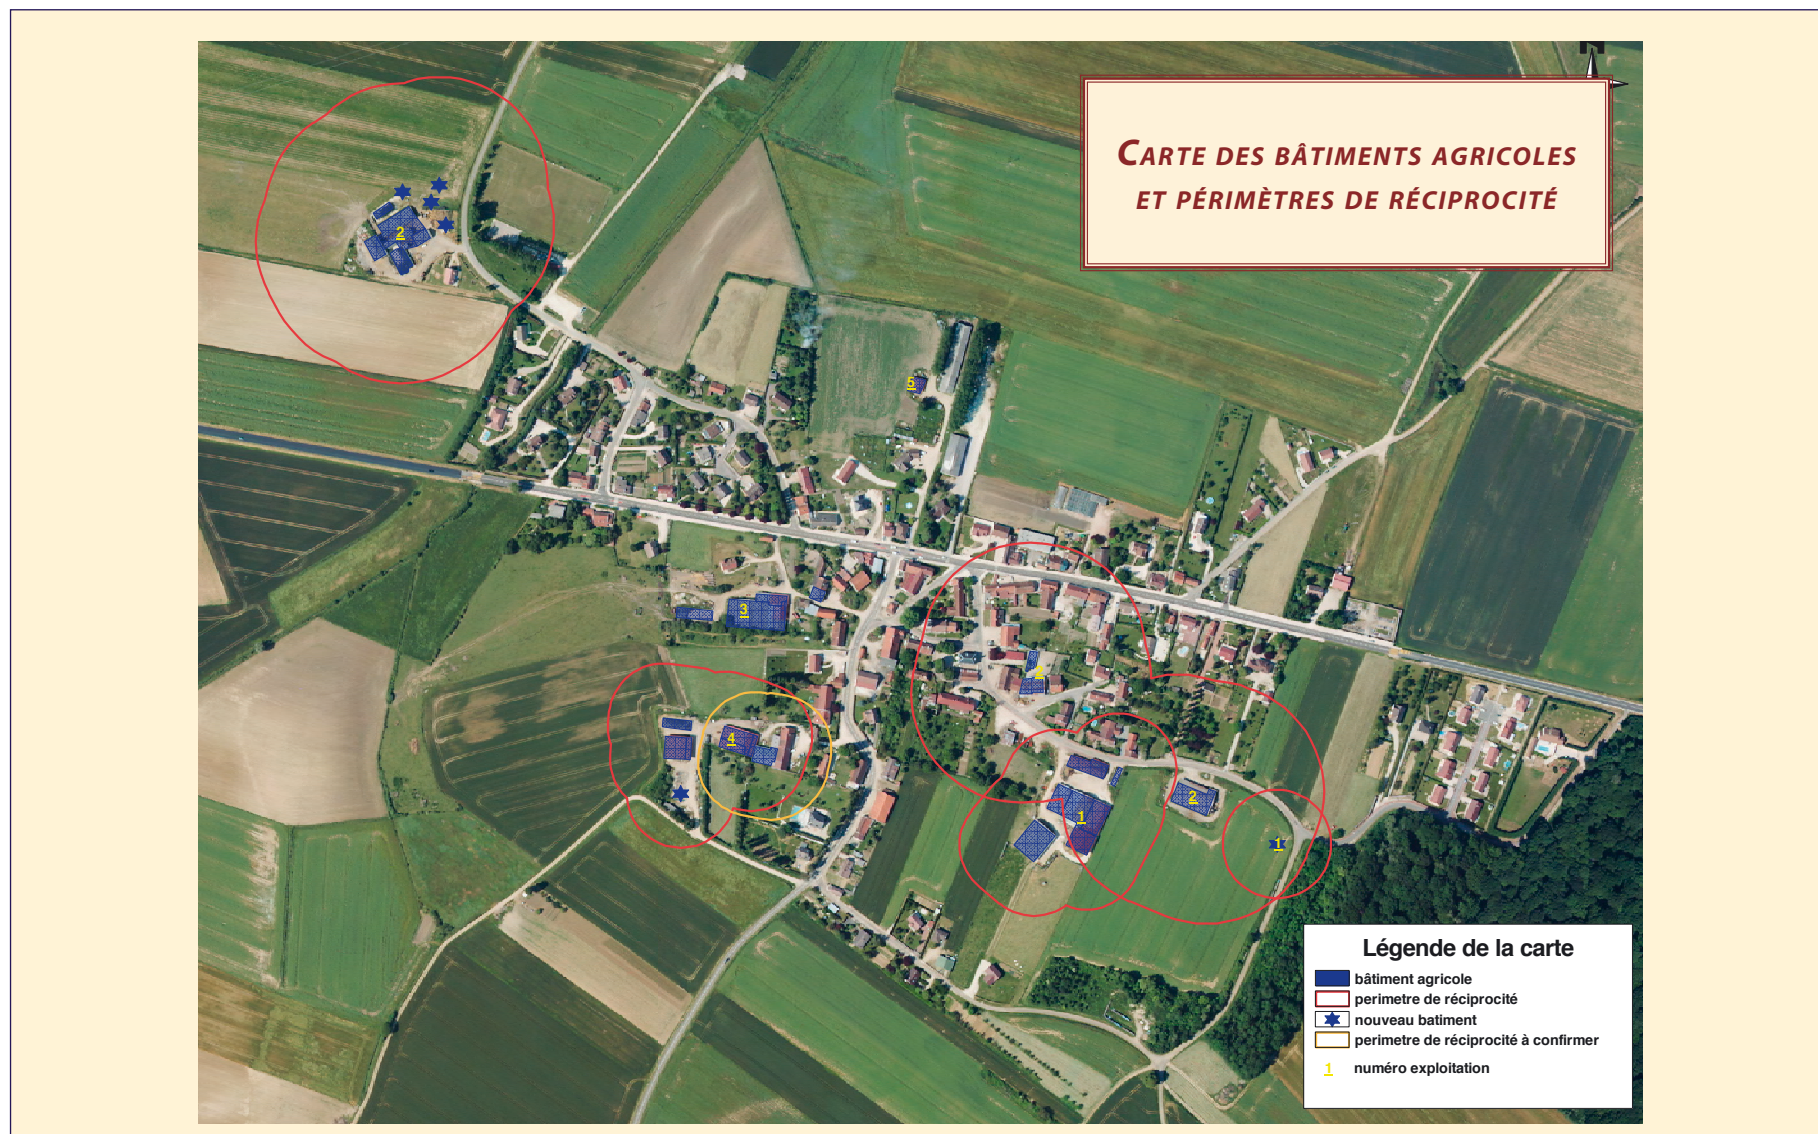 N
CARTE DES BÂTIMENTS AGRICOLES
ET PÉRIMÈTRES DE RÉCIPROCITÉ
2
5
3
2
4
2
1
1
Légende de la carte
bâtiment agricole
perimetre de réciprocité
nouveau batiment
perimetre de réciprocité à confirmer
1 numéro exploitation